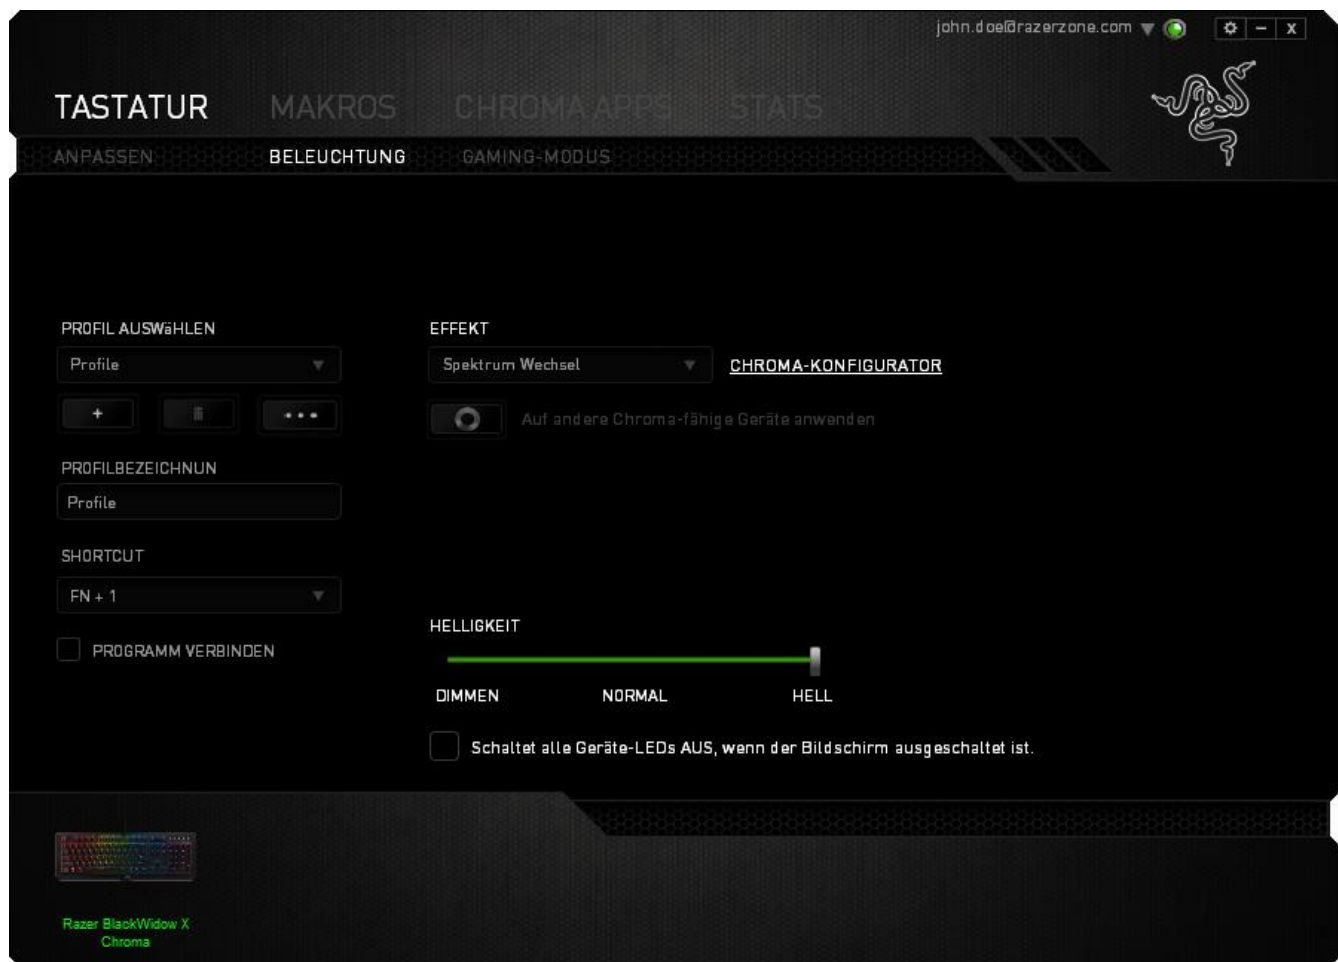 john.doe@razerzone.com
TASTATUR MAKROS CHROMA APPS STATS
ANPASSEN BELEUCHTUNG GAMING-MODUS
PROFIL AUSWäHLEN
Profile
PROFILBEZEICHNUN
Profile
SHORTCUT
FN + 1
PROGRAMM VERBINDEN
EFFEKT
Spektrum Wechsel
CHROMA-KONFIGURATOR
Auf andere Chroma-fähige Geräte anwenden
HELLIGKEIT
DIMMEN NORMAL HELL
Schaltet alle Geräte-LEDs AUS, wenn der Bildschirm ausgeschaltet ist.
Razer BlackWidow X
Chroma